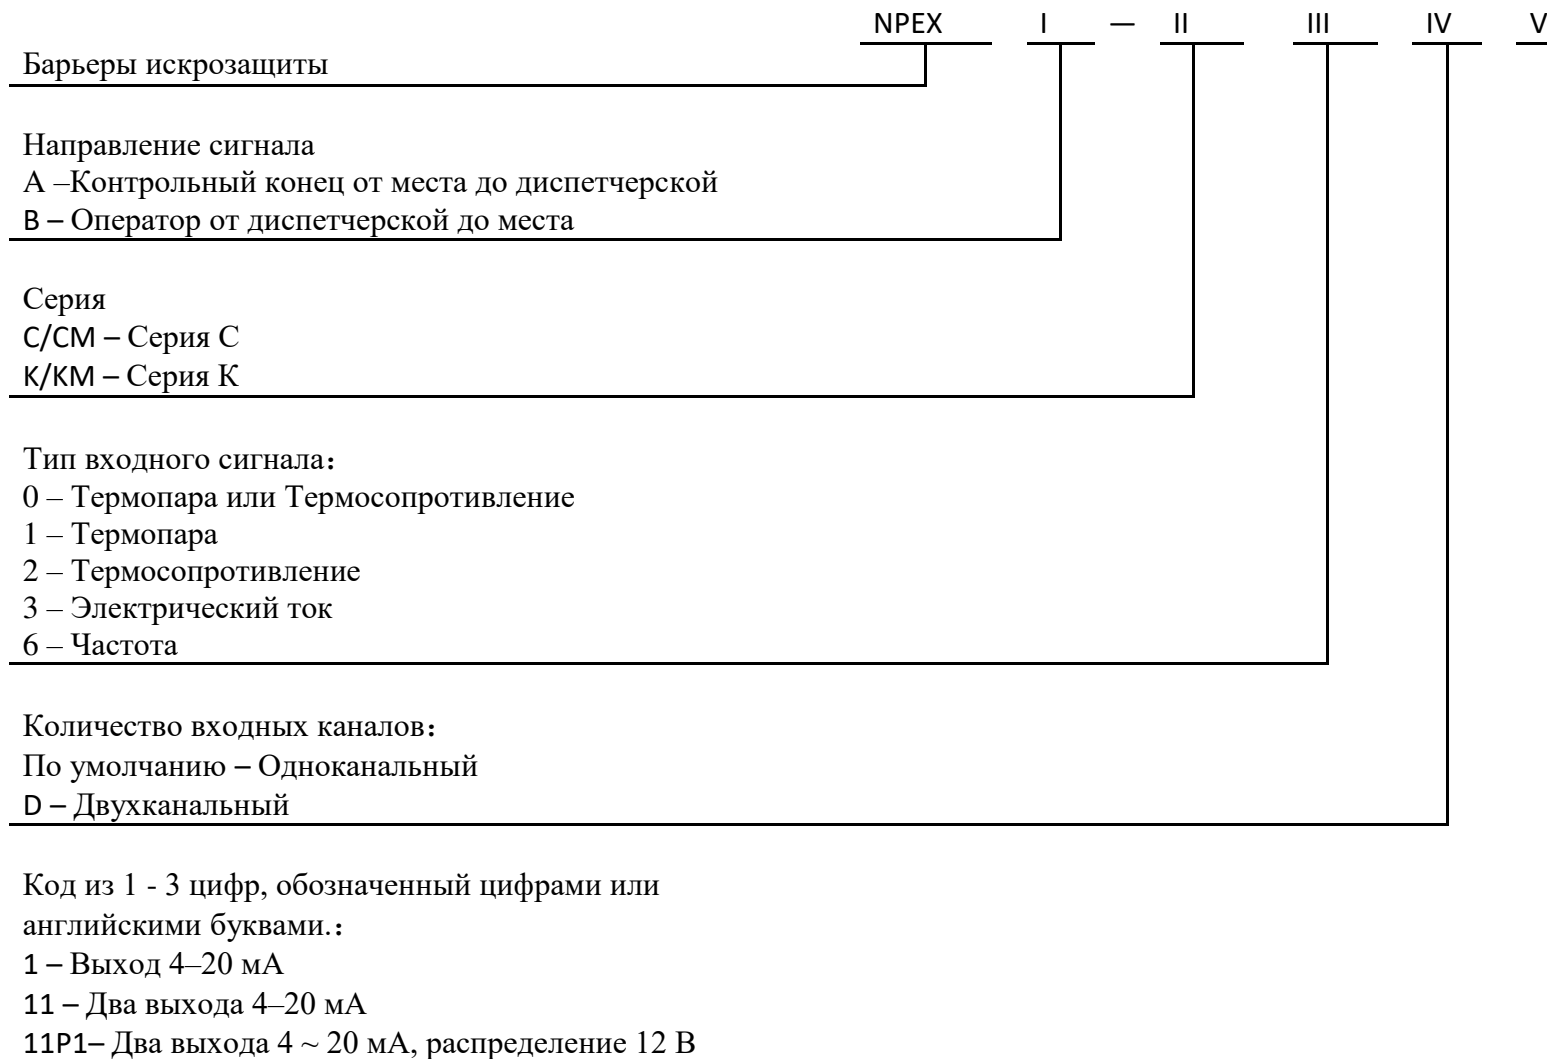 NPEX I — II III IV V
Барьеры искрозащиты
Направление сигнала
А –Контрольный конец от места до диспетчерской
B – Оператор от диспетчерской до места
Серия
C/CM – Серия С
K/KM – Серия К
Тип входного сигнала：
0 – Термопара или Термосопротивление
1 – Термопара
2 – Термосопротивление
3 – Электрический ток
6 – Частота
Количество входных каналов：
По умолчанию – Одноканальный
D – Двухканальный
Код из 1 - 3 цифр, обозначенный цифрами или
английскими буквами.：
1 – Выход 4–20 мА
11 – Два выхода 4–20 мА
11P1– Два выхода 4 ~ 20 мА, распределение 12 В